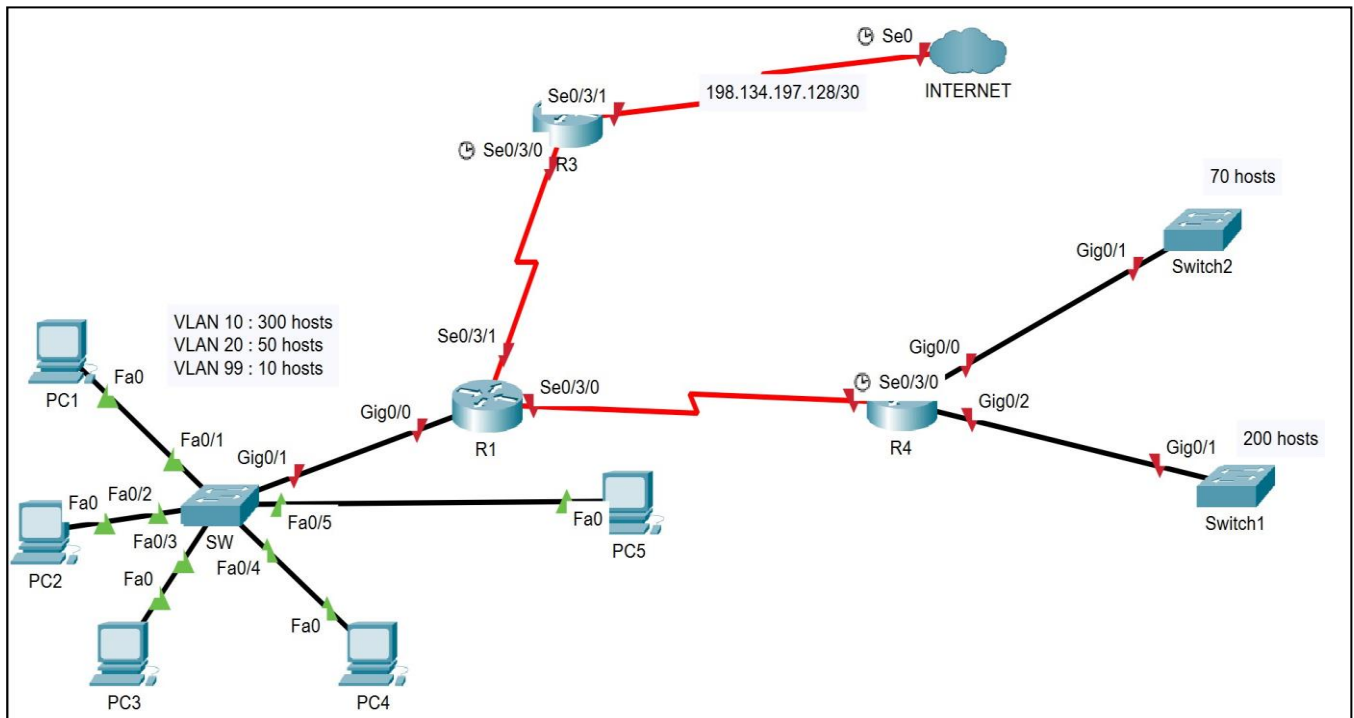 Se0
INTERNET
198.134.197.128/30
Se0/3/1
Se0/3/0
R3
70 hosts
Gig0/1
Switch2
VLAN 10 : 300 hosts
VLAN 20 : 50 hosts
VLAN 99 : 10 hosts
Se0/3/1
Se0/3/0
Gig0/0
R1
Gig0/0
Se0/3/0
Gig0/2
R4
200 hosts
Gig0/1
Switch1
PC1
Fa0
Fa0/1
Gig0/1
Fa0
Fa0/2
PC2
Fa0/3
SW
Fa0/5
Fa0
PC5
Fa0/4
Fa0
PC3
Fa0
PC4